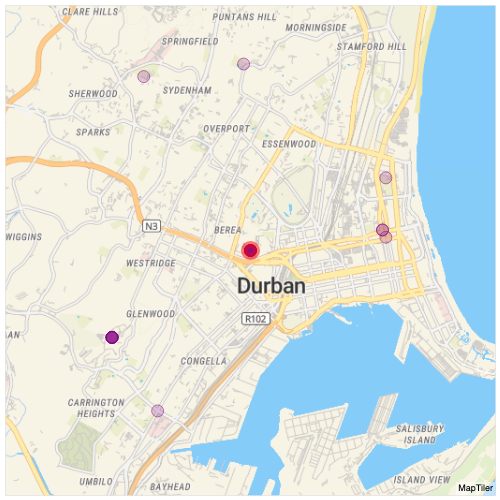 CLARE HILLS
PUNTANS HILL
MORNINGSIDE
SPRINGFIELD
STAMFORD HILL
SHERWOOD
SYDENHAM
OVERPORT
SPARKS
ESSENWOOD
N3
BEREA
WIGGINS
WESTRIDGE
Durban
GLENWOOD
R102
AN
CONGELLA
CARRINGTON
HEIGHTS
SALISBURY
ISLAND
UMBILO
BAYHEAD
ISLAND VIEW
MapTiler